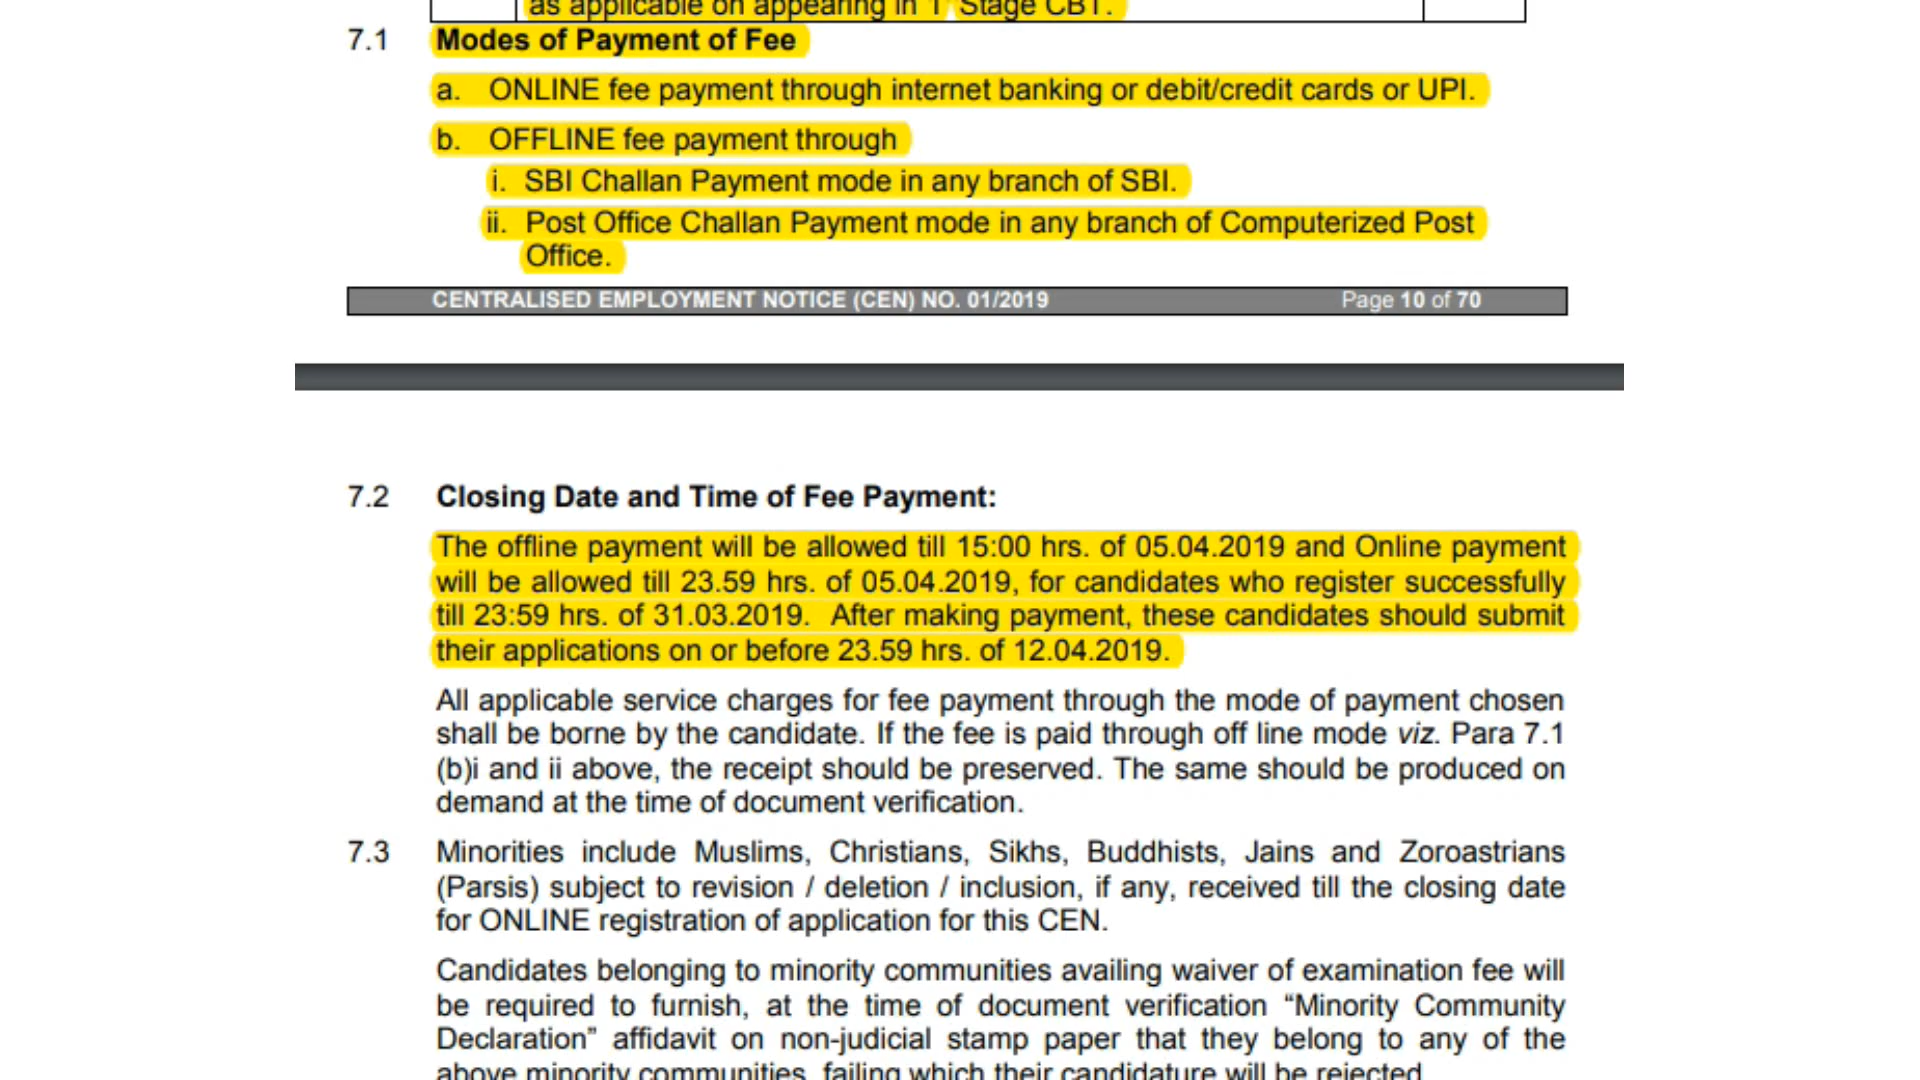 as applicable on appearing in 1st Stage CBT.
7.1 Modes of Payment of Fee
a. ONLINE fee payment through internet banking or debit/credit cards or UPI.
b. OFFLINE fee payment through
i. SBI Challan Payment mode in any branch of SBI.
ii. Post Office Challan Payment mode in any branch of Computerized Post
Office.
CENTRALISED EMPLOYMENT NOTICE (CEN) NO. 01/2019 Page 10 of 70
7.2 Closing Date and Time of Fee Payment:
The offline payment will be allowed till 15:00 hrs. of 05.04.2019 and Online payment
will be allowed till 23.59 hrs. of 05.04.2019, for candidates who register successfully
till 23:59 hrs. of 31.03.2019. After making payment, these candidates should submit
their applications on or before 23.59 hrs. of 12.04.2019.
All applicable service charges for fee payment through the mode of payment chosen
shall be borne by the candidate. If the fee is paid through off line mode viz. Para 7.1
(b)i and ii above, the receipt should be preserved. The same should be produced on
demand at the time of document verification.
7.3 Minorities include Muslims, Christians, Sikhs, Buddhists, Jains and Zoroastrians
(Parsis) subject to revision / deletion / inclusion, if any, received till the closing date
for ONLINE registration of application for this CEN.
Candidates belonging to minority communities availing waiver of examination fee will
be required to furnish, at the time of document verification “Minority Community
Declaration” affidavit on non-judicial stamp paper that they belong to any of the
above minority communities, failing which their candidature will be rejected.